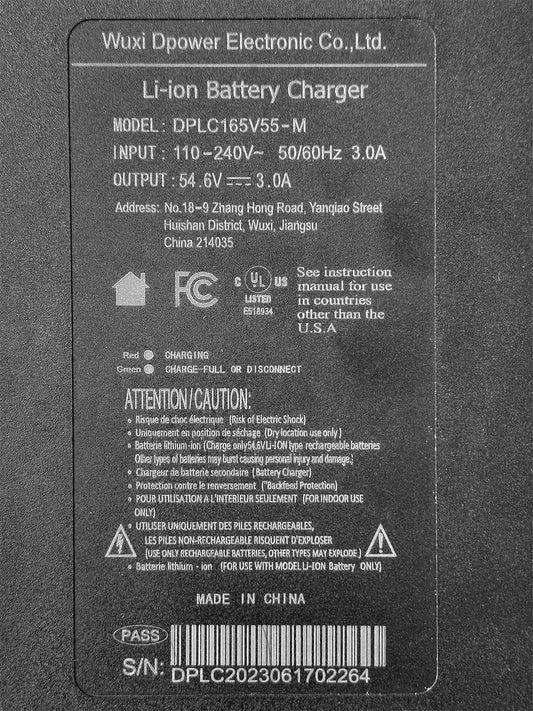 Wuxi Dpower Electronic Co.,Ltd.
Li-ion Battery Charger
MODEL: DPLC165V55-M
INPUT: 110-240V~ 50/60Hz 3.0A
OUTPUT: 54.6V⎓3.0A
Address: No.18-9 Zhang Hong Road, Yanqiao Street
Huishan District, Wuxi, Jiangsu
China 214035
FC
C UL US
LISTED
E518934
See instruction
manual for use
in countries
other than the
U.S.A
Red CHARGING
Green CHARGE-FULL OR DISCONNECT
ATTENTION/CAUTION:
• Risque de choc électrique (Risk of Electric Shock)
• Uniquement en position de séchage (Dry location use only )
• Batterie lithium-ion (Charge only54.6VLi-ION type rechargeable batteries
Other types of batteries may burst causing personal injury and damage.)
• Chargeur de batterie secondaire (Battery Charger)
• Protection contre le renversement ("Backfeed Protection)
• POUR UTILISATION A L'INTERIEUR SEULEMENT (FOR INDOOR USE
ONLY)
• UTILISER UNIQUEMENT DES PILES RECHARGEABLES,
LES PILES NON-RECHARGEABLE RISQUENT D'EXPLOSER
(USE ONLY RECHARGEABLE BATTERIES, OTHER TYPES MAY EXPLODE)
• Batterie lithium - ion (FOR USE WITH MODEL LI-ION Battery ONLY)
MADE IN CHINA
PASS
S/N: DPLC2023061702264